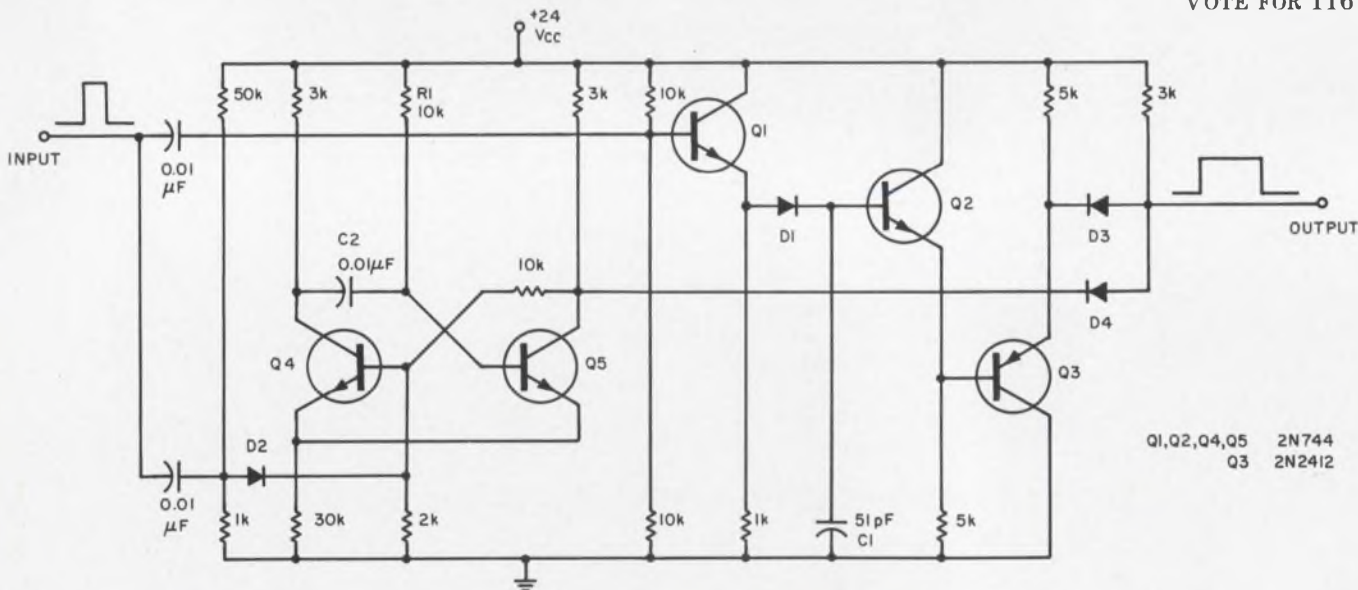 VOTE FOR 116
+24
Vcc
50k
3k
R1
10k
3k
10k
5k
3k
INPUT
0.01
μF
Q1
Q2
D1
D3
OUTPUT
C2
0.01μF
10k
D4
Q4
Q5
Q3
D2
Q1,Q2,Q4,Q5 2N744
Q3 2N2412
0.01
μF
1k
30k
2k
10k
1k
51pF
C1
5k